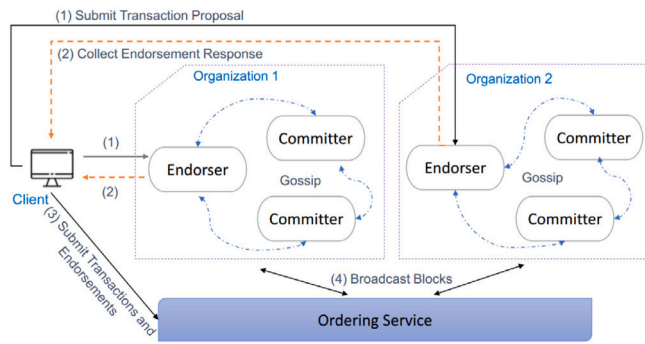 (1) Submit Transaction Proposal
(2) Collect Endorsement Response
Organization 1
Organization 2
(1)
Endorser
Committer
Gossip
Committer
(2)
Client
Endorser
Committer
Gossip
Committer
(3) Submit Transactions and
Endorsements
(4) Broadcast Blocks
Ordering Service